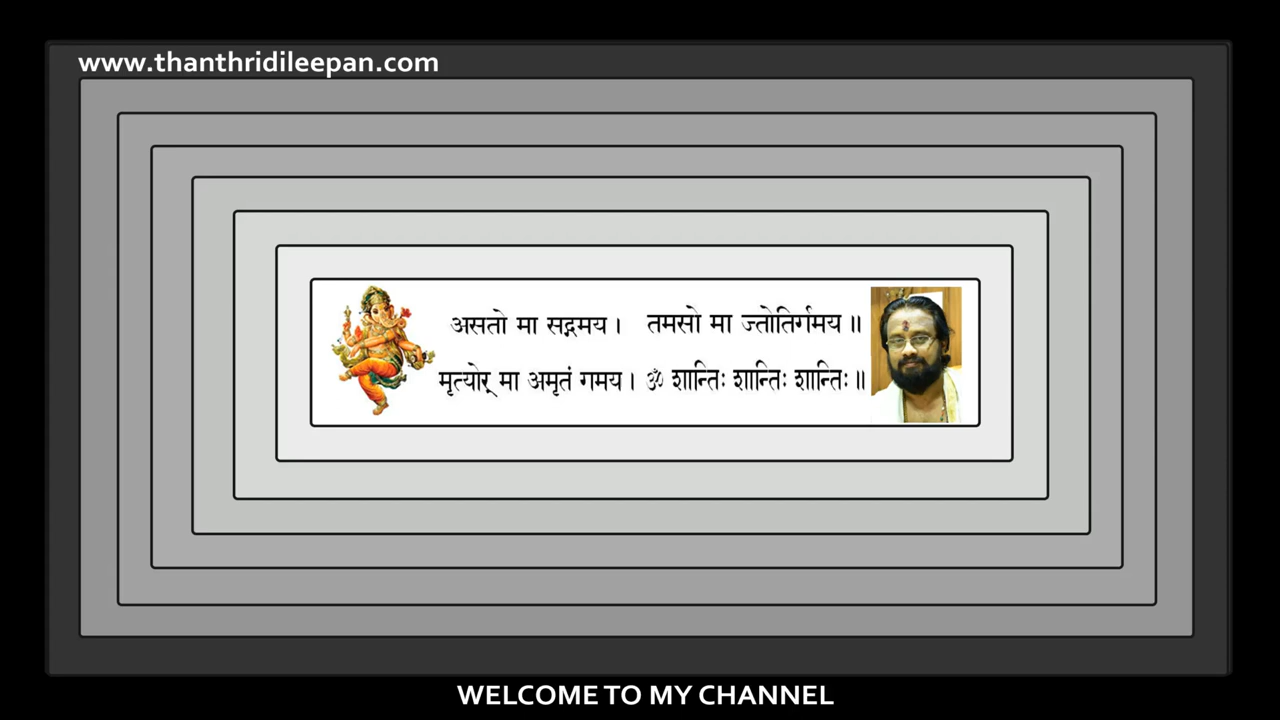 www.thanthridileepan.com
असतो मा सद्गमय । तमसो मा ज्तोतिर्गमय ॥
मृत्योर् मा अमृतं गमय । ॐ शान्तिः शान्तिः शान्तिः ॥
WELCOME TO MY CHANNEL